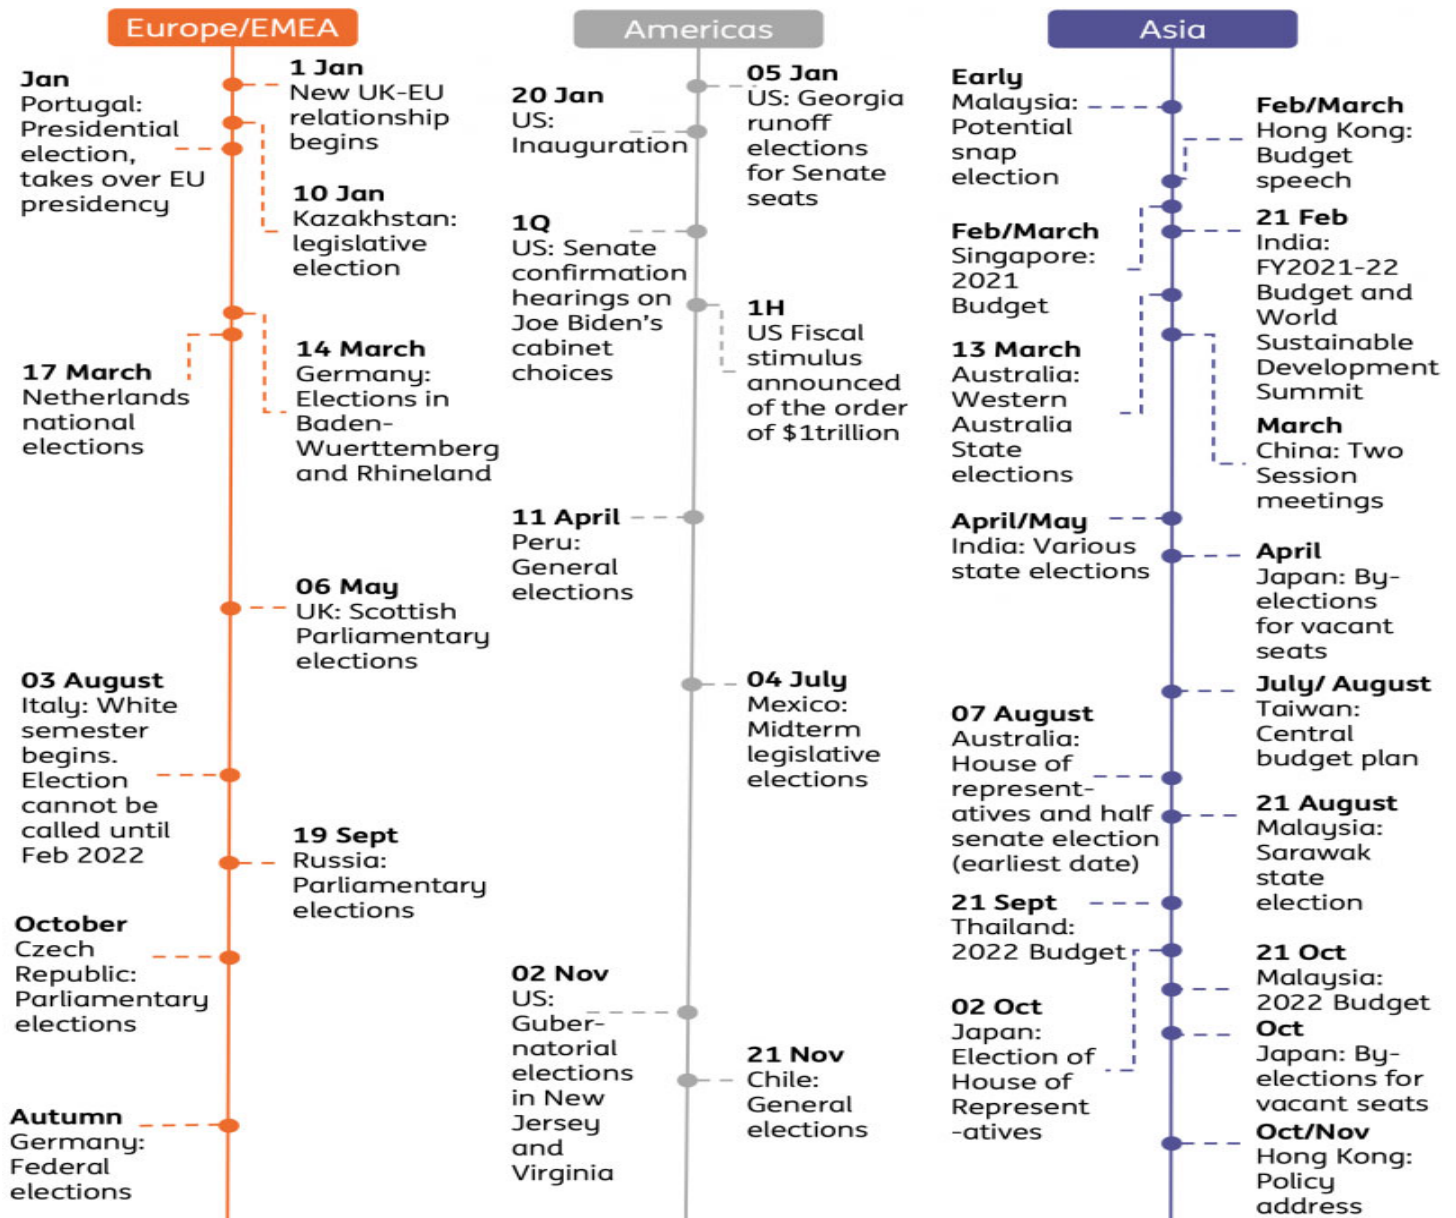 Europe/EMEA
Jan
Portugal:
Presidential
election,
takes over EU
presidency
1 Jan
New UK-EU
relationship
begins
10 Jan
Kazakhstan:
legislative
election
17 March
Netherlands
national
elections
14 March
Germany:
Elections in
Baden-
Wuerttemberg
and Rhineland
06 May
UK: Scottish
Parliamentary
elections
03 August
Italy: White
semester
begins.
Election
cannot be
called until
Feb 2022
19 Sept
Russia:
Parliamentary
elections
October
Czech
Republic:
Parliamentary
elections
Autumn
Germany:
Federal
elections
Americas
05 Jan
US: Georgia
runoff
elections
for Senate
seats
20 Jan
US:
Inauguration
1Q
US: Senate
confirmation
hearings on
Joe Biden's
cabinet
choices
1H
US Fiscal
stimulus
announced
of the order
of $1trillion
11 April
Peru:
General
elections
04 July
Mexico:
Midterm
legislative
elections
02 Nov
US:
Guber-
natorial
elections
in New
Jersey
and
Virginia
21 Nov
Chile:
General
elections
Asia
Early
Malaysia:
Potential
snap
election
Feb/March
Hong Kong:
Budget
speech
Feb/March
Singapore:
2021
Budget
21 Feb
India:
FY2021-22
Budget and
World
Sustainable
Development
Summit
13 March
Australia:
Western
Australia
State
elections
March
China: Two
Session
meetings
April/May
India: Various
state elections
April
Japan: By-
elections
for vacant
seats
July/ August
Taiwan:
Central
budget plan
07 August
Australia:
House of
represent-
atives and half
senate election
(earliest date)
21 August
Malaysia:
Sarawak
state
election
21 Sept
Thailand:
2022 Budget
02 Oct
Japan:
Election of
House of
Represent
-atives
21 Oct
Malaysia:
2022 Budget
Oct
Japan: By-
elections for
vacant seats
Oct/Nov
Hong Kong:
Policy
address